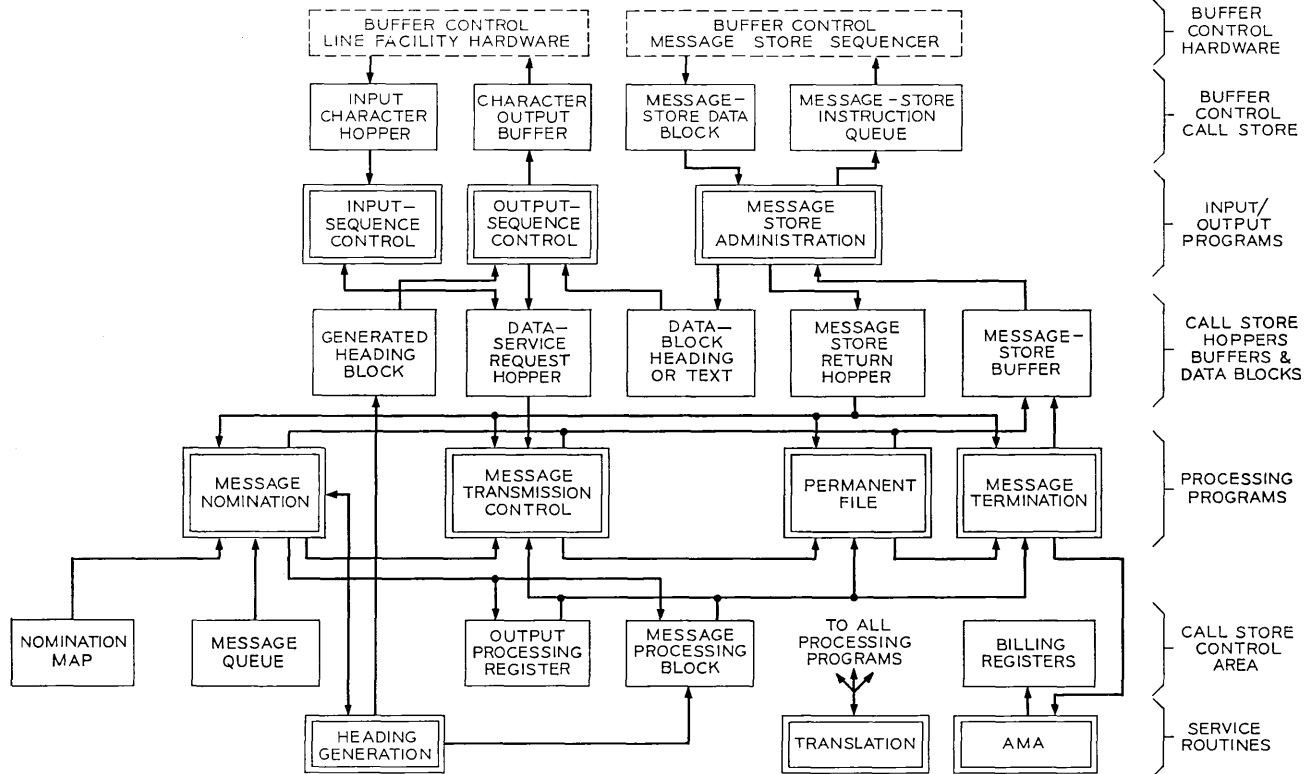 BUFFER CONTROL
LINE FACILITY HARDWARE
BUFFER CONTROL
MESSAGE STORE SEQUENCER
BUFFER
CONTROL
HARDWARE
INPUT
CHARACTER
HOPPER
CHARACTER
OUTPUT
BUFFER
MESSAGE-
STORE DATA
BLOCK
MESSAGE-STORE
INSTRUCTION
QUEUE
BUFFER
CONTROL
CALL STORE
INPUT-
SEQUENCE
CONTROL
OUTPUT-
SEQUENCE
CONTROL
MESSAGE
STORE
ADMINISTRATION
INPUT/
OUTPUT
PROGRAMS
GENERATED
HEADING
BLOCK
DATA-
SERVICE
REQUEST
HOPPER
DATA-
BLOCK
HEADING
OR TEXT
MESSAGE
STORE
RETURN
HOPPER
MESSAGE-
STORE
BUFFER
CALL STORE
HOPPERS
BUFFERS &
DATA BLOCKS
MESSAGE
NOMINATION
MESSAGE
TRANSMISSION
CONTROL
PERMANENT
FILE
MESSAGE
TERMINATION
PROCESSING
PROGRAMS
NOMINATION
MAP
MESSAGE
QUEUE
OUTPUT
PROCESSING
REGISTER
MESSAGE
PROCESSING
BLOCK
TO ALL
PROCESSING
PROGRAMS
BILLING
REGISTERS
CALL STORE
CONTROL
AREA
HEADING
GENERATION
TRANSLATION
AMA
SERVICE
ROUTINES